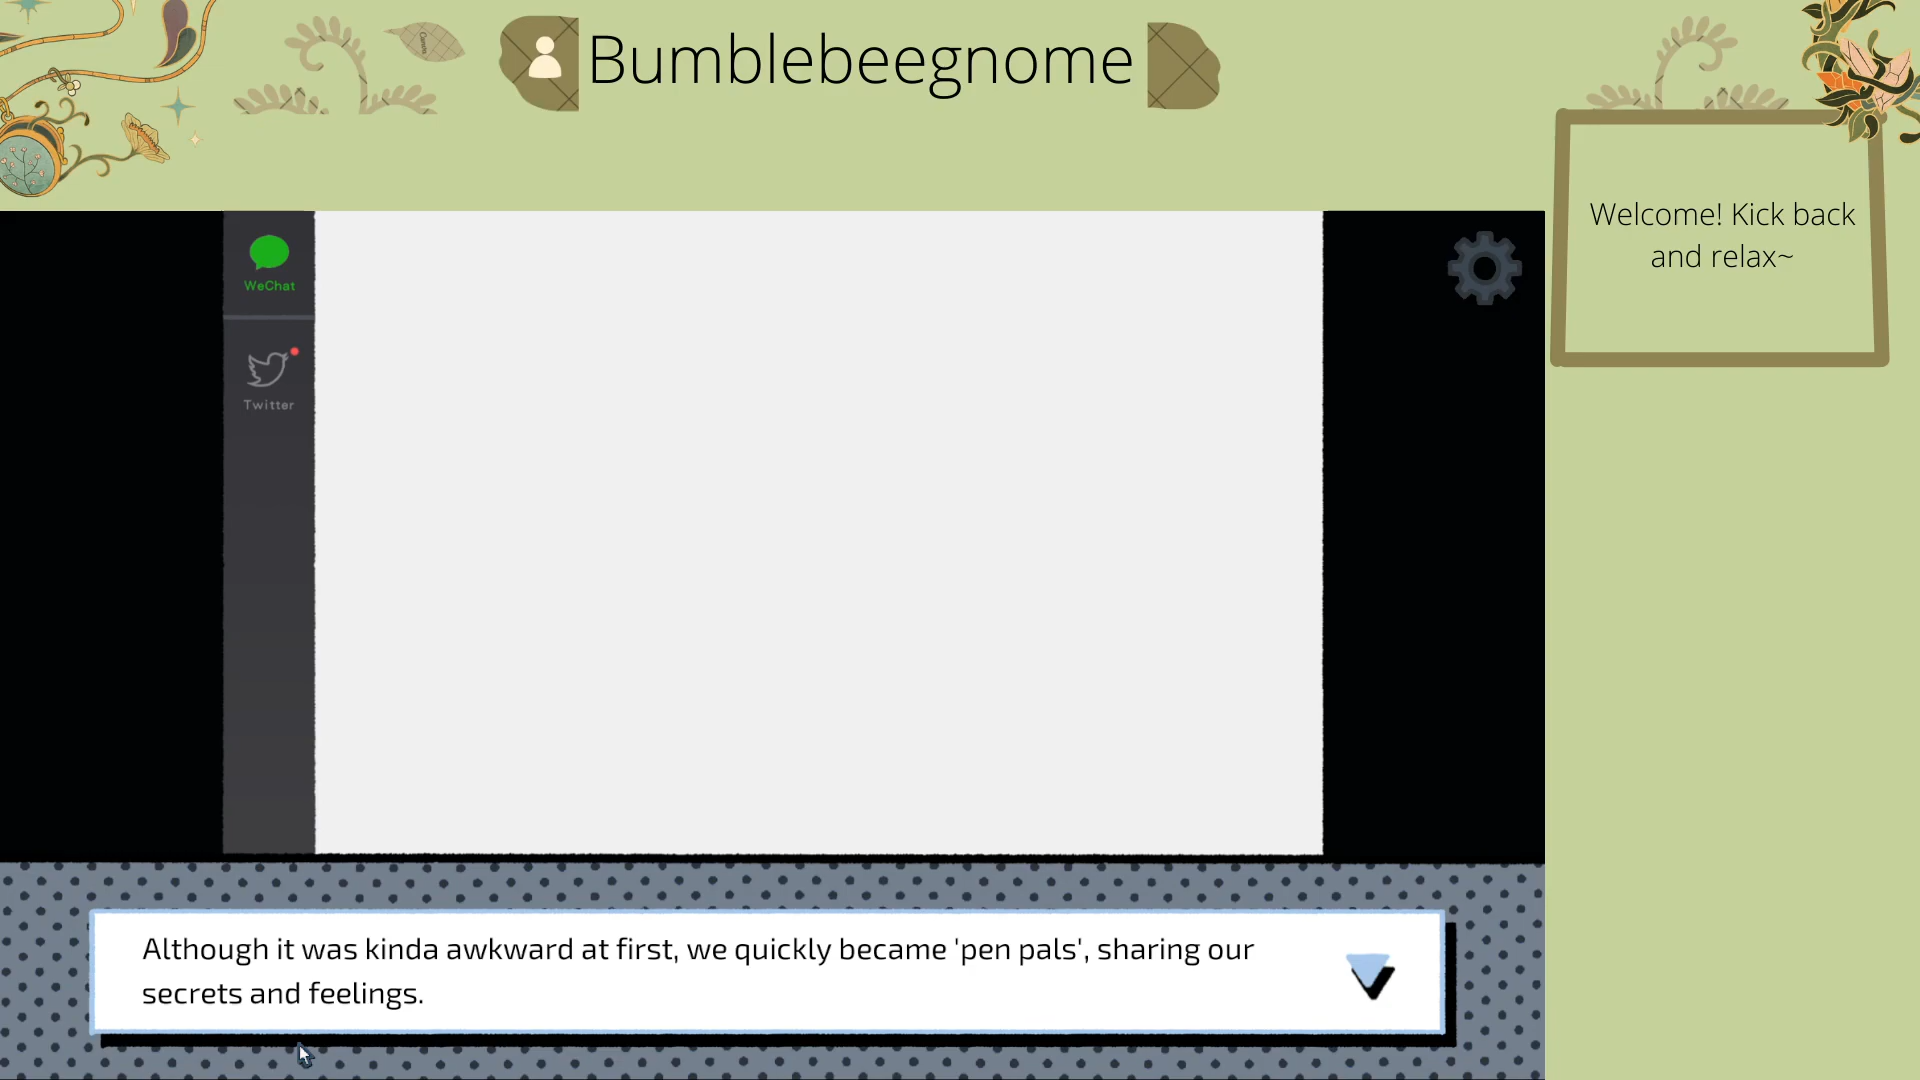 Bumblebeegnome
Welcome! Kick back
and relax~
WeChat
Twitter
Although it was kinda awkward at first, we quickly became 'pen pals', sharing our
secrets and feelings.